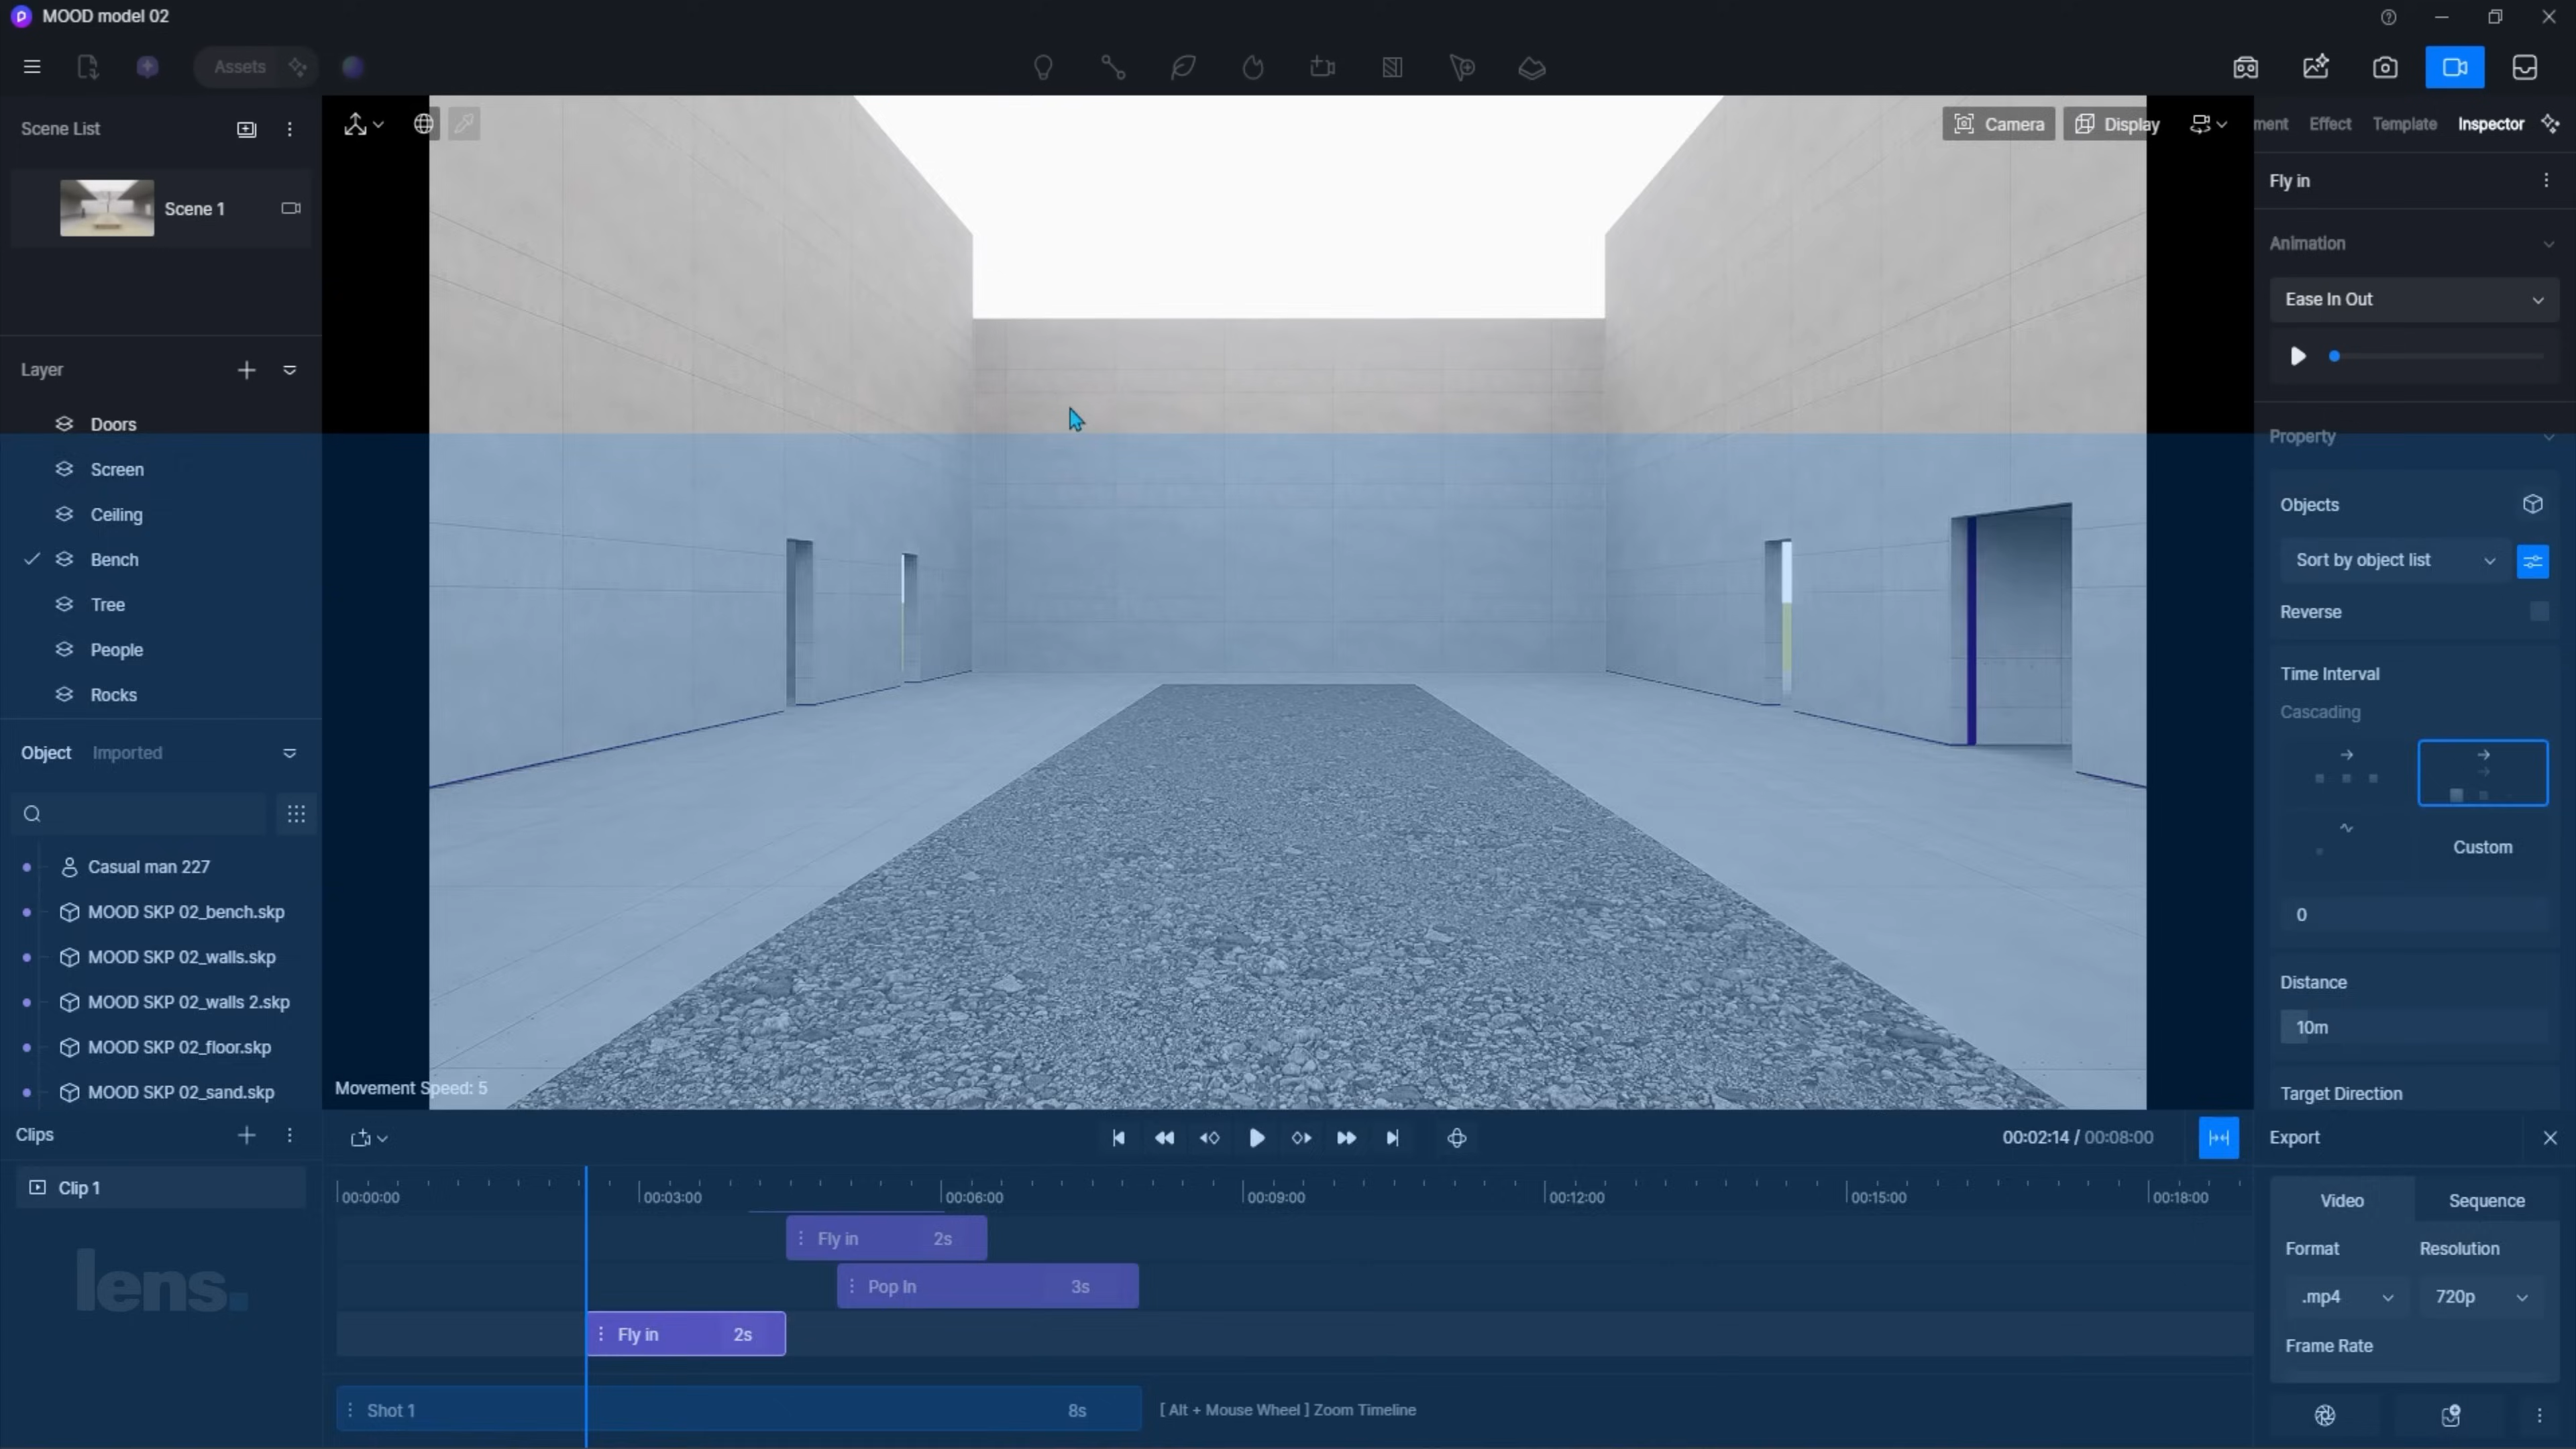 MOOD model 02
Assets
Scene List
Scene 1
Layer
Doors
Screen
Ceiling
Bench
Tree
People
Rocks
Object Imported
Casual man 227
MOOD SKP 02_bench.skp
MOOD SKP 02_walls.skp
MOOD SKP 02_walls 2.skp
MOOD SKP 02_floor.skp
MOOD SKP 02_sand.skp
Camera Display
Movement Speed: 5
ment Effect Template Inspector
Fly in
Animation
Ease In Out
Property
Objects
Sort by object list
Reverse
Time Interval
Cascading
Custom
0
Distance
10m
Target Direction
Clips
Clip 1
lens.
00:02:14 / 00:08:00
00:00:00 00:03:00 00:06:00 00:09:00 00:12:00 00:15:00 00:18:00
Fly in 2s
Pop In 3s
Fly in 2s
Shot 1 8s
[ Alt + Mouse Wheel ] Zoom Timeline
Export
Video Sequence
Format Resolution
.mp4 720p
Frame Rate